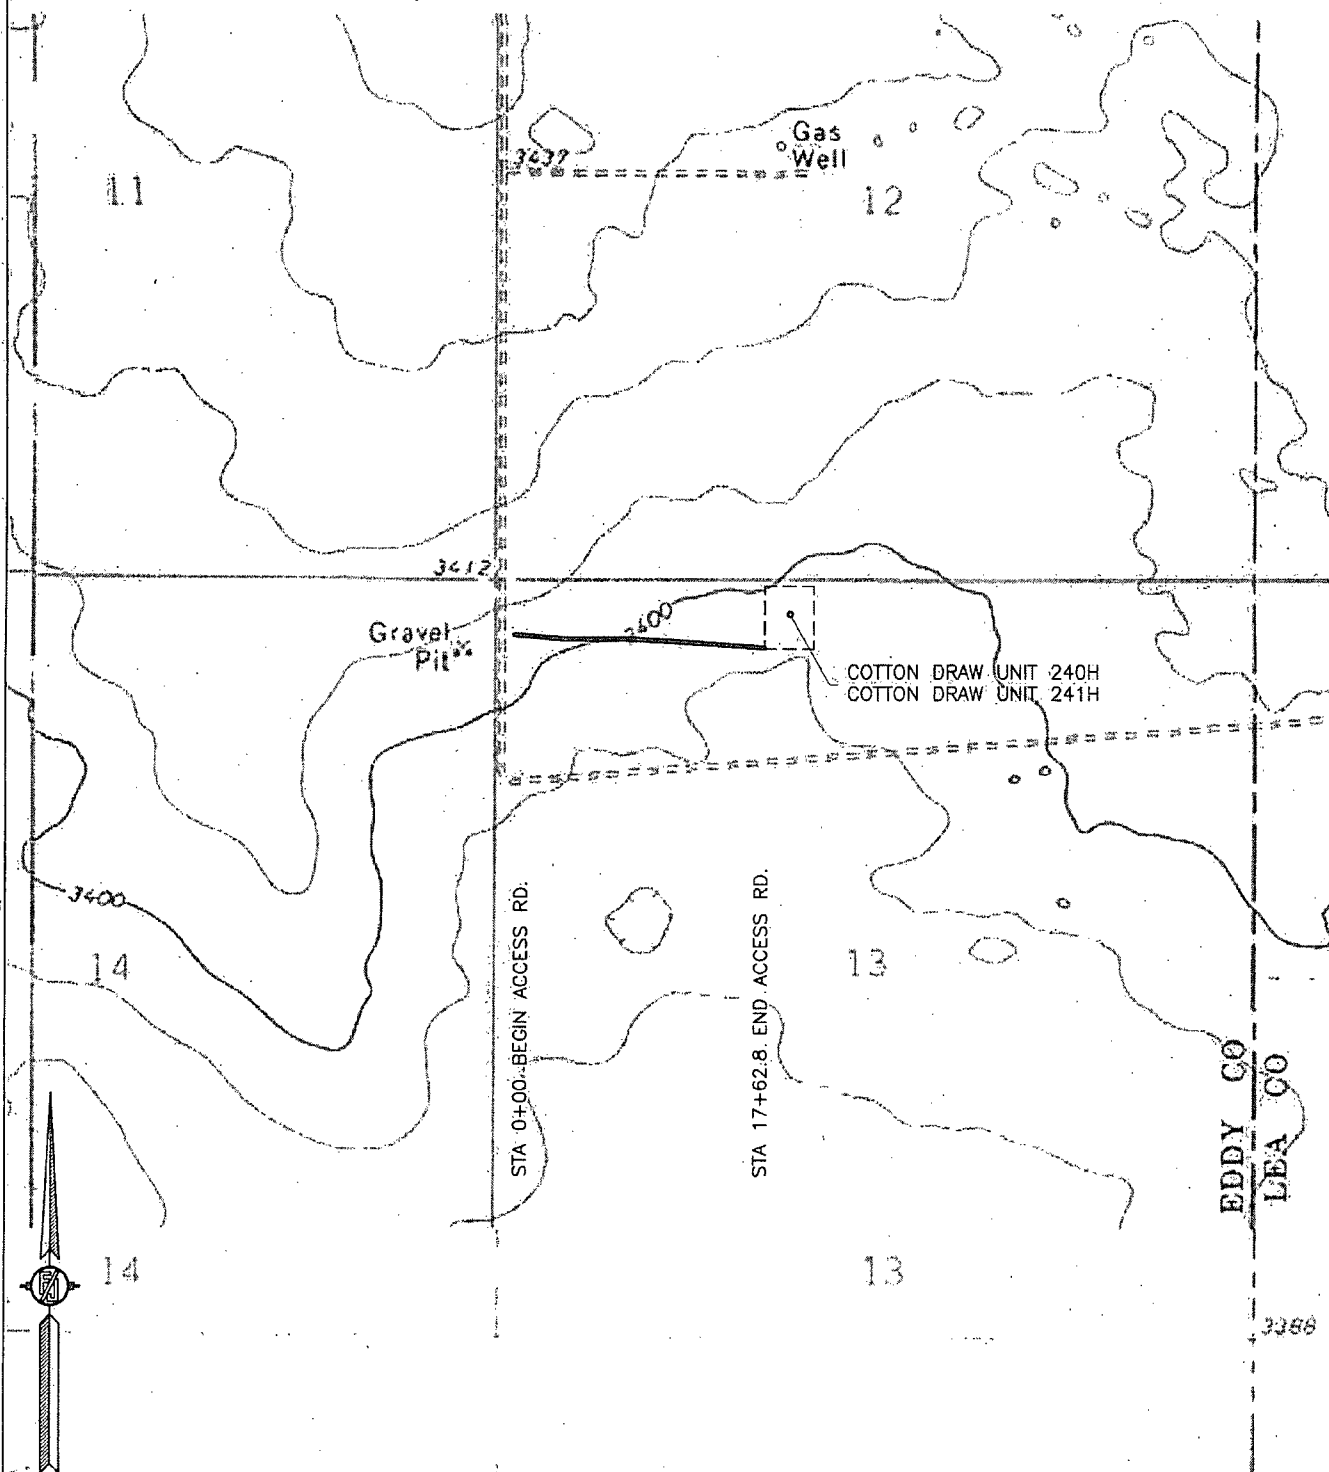 Gas
Well
3437
11
12
3412
3400
Gravel
Pit
COTTON DRAW UNIT 240H
COTTON DRAW UNIT 241H
3400
14
13
STA 0+00 BEGIN ACCESS RD.
STA 17+62.8 END ACCESS RD.
EDDY CO
LEA CO
14
13
3388